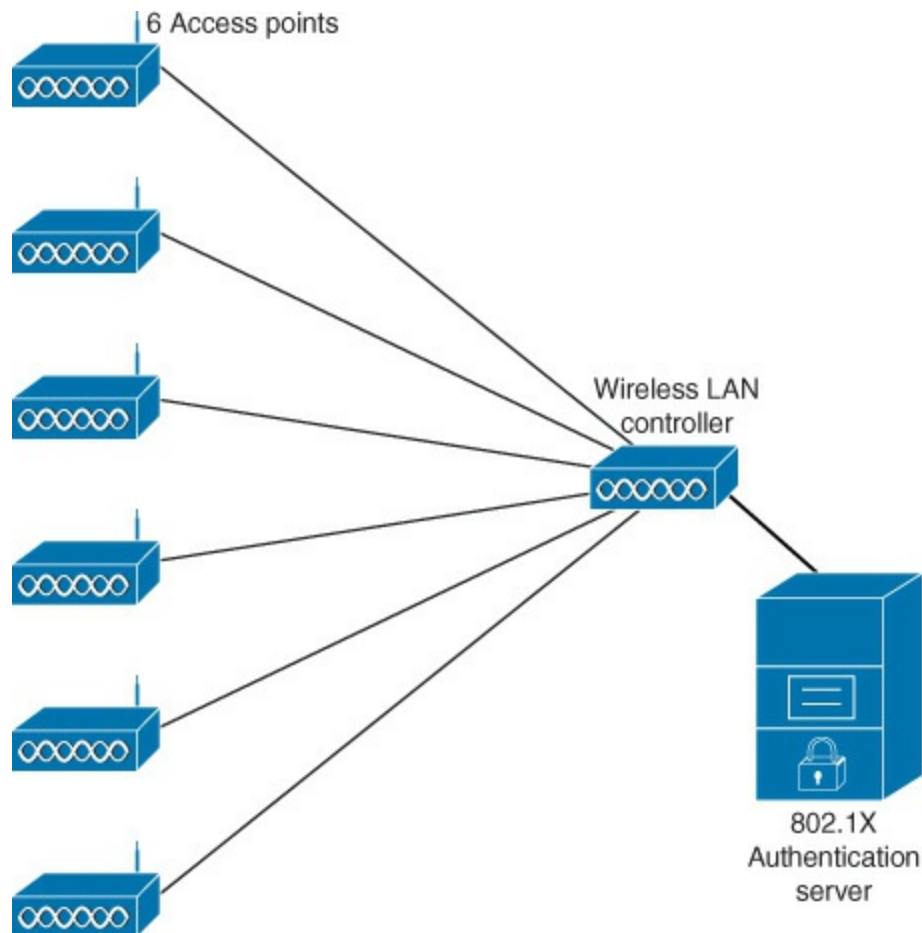 6 Access points
Wireless LAN
controller
802.1X
Authentication
server